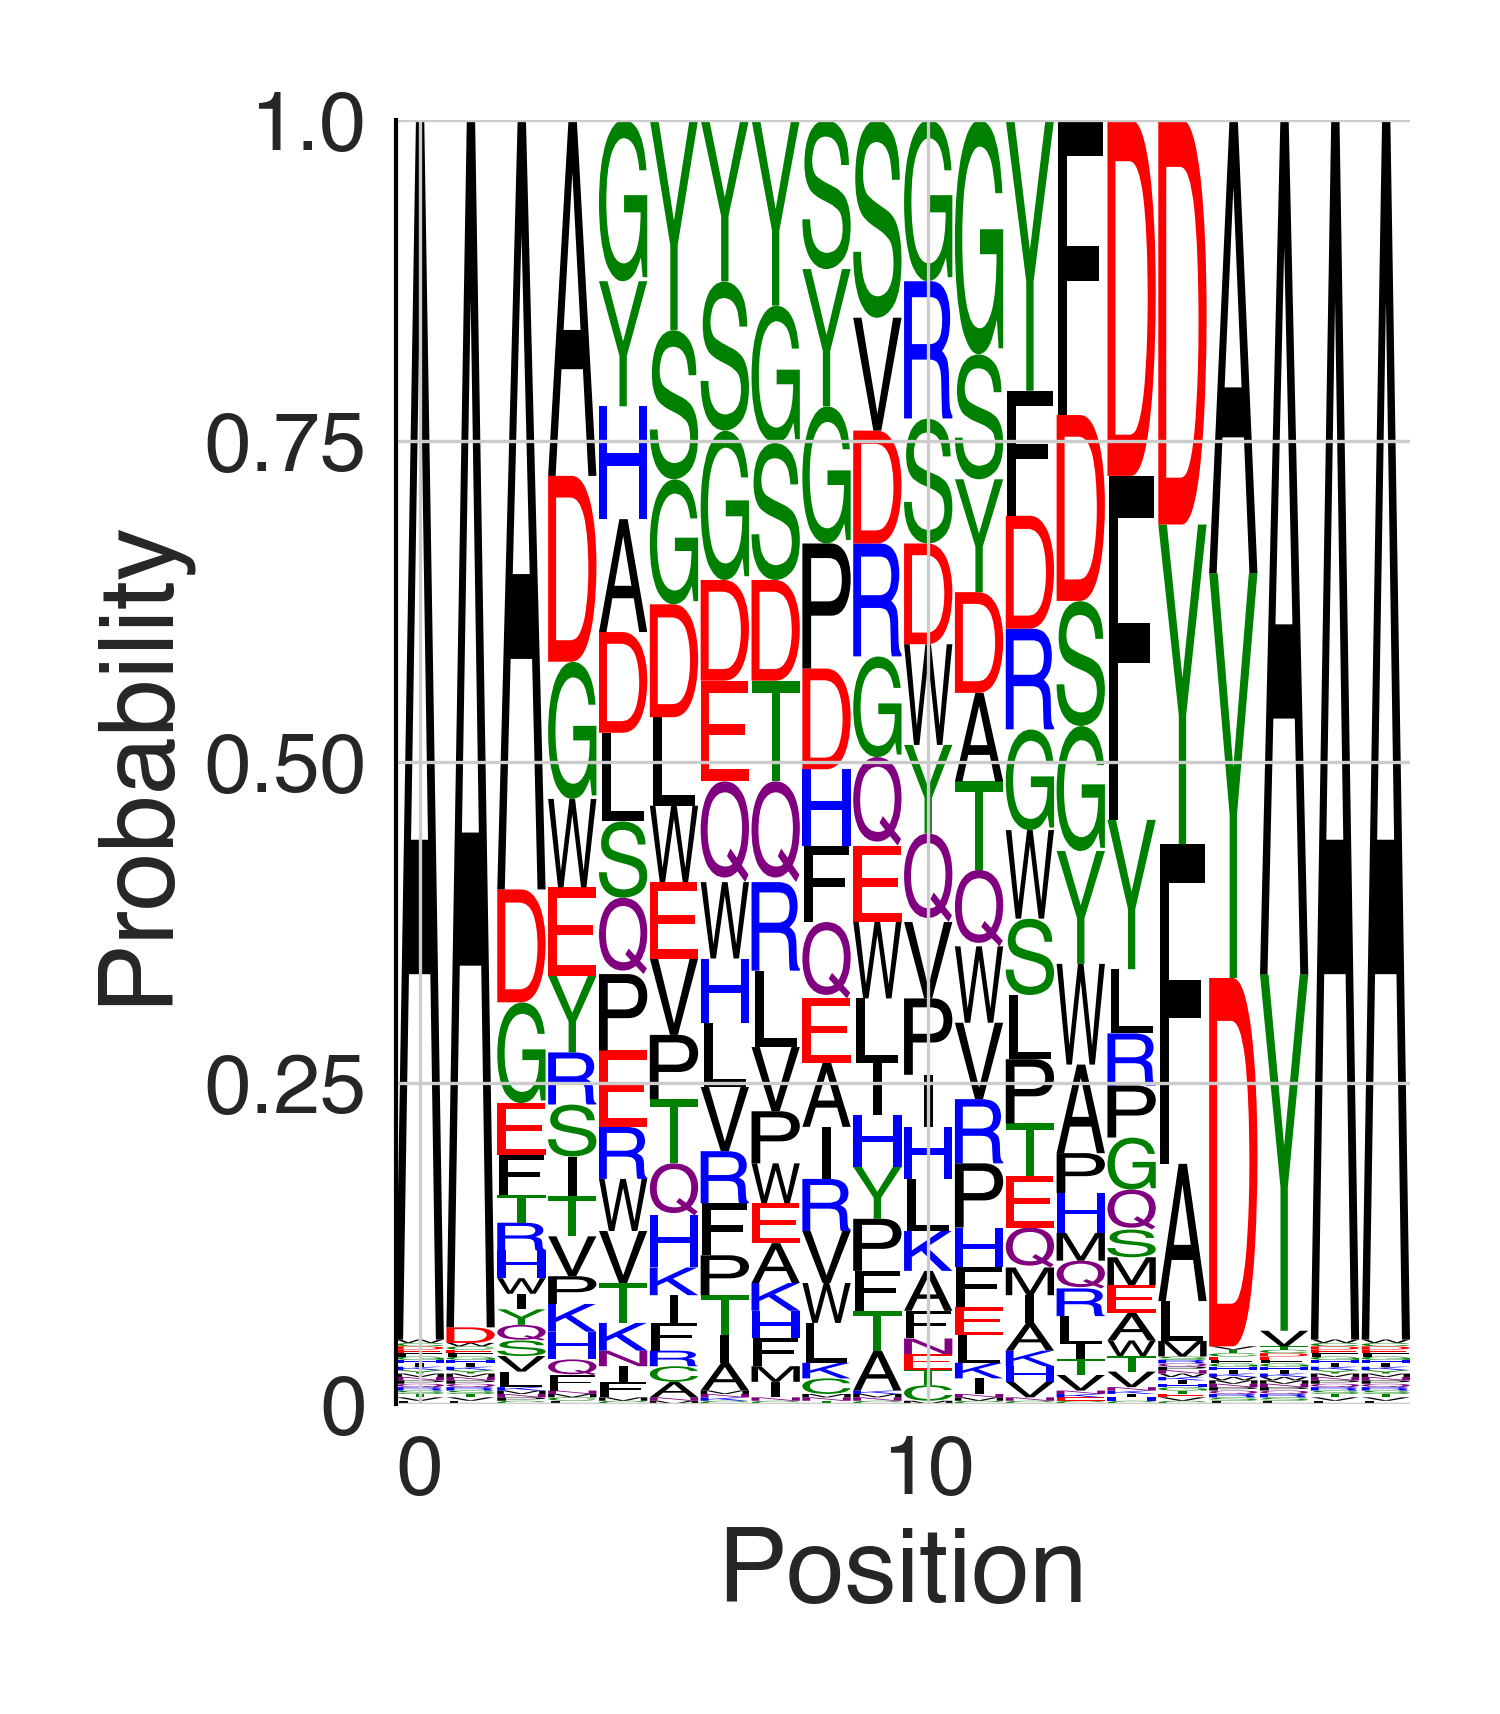 1.0
0.75
0.50
0.25
0
Probability
0
10
Position
A
A D
A D G E F T R H W I Y Q S V L
A D G W E Y R S I T V P K H Q F
G Y H A D L S Q P E R W V T K N I F
Y S G D L W E V P T Q H K I F R C A
Y S G D E Q W H L V R F P T I A
Y G S D T Q R L V P W E A K H F M
S Y G P D H F Q E A I R V W L K C
S V D R G Q E W L I H Y P F T A
G R S D W Y Q V P I H L K A F N E T C
G S Y D A T Q W V R P H F E L K I
Y F D R G W S L P T E Q M I A K H V
F D S G Y W A P H M Q R L I T V
D F Y L R P G Q S M E A W T V
D Y F A L M
A Y D
A Y V
A
A